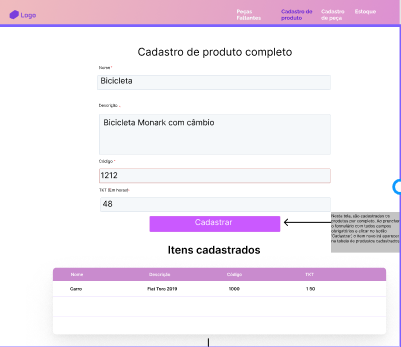 Logo
Peças Faltantes
Cadastro de produto
Cadastro de peça
Estoque
Cadastro de produto completo
Nome*
Bicicleta
Descrição...
Bicicleta Monark com câmbio
Código *
1212
TKT (Em horas)*
48
Cadastrar
Nesta tela, são cadastrados os
produtos por completo. Ao preencher
o formulário com todos campos
obrigatórios e clicar no botão
"Cadastrar", o item novo irá aparecer
na tabela de produtos cadastrados
Itens cadastrados
Nome Descrição Código TKT
Carro Fiat Toro 2019 1000 150